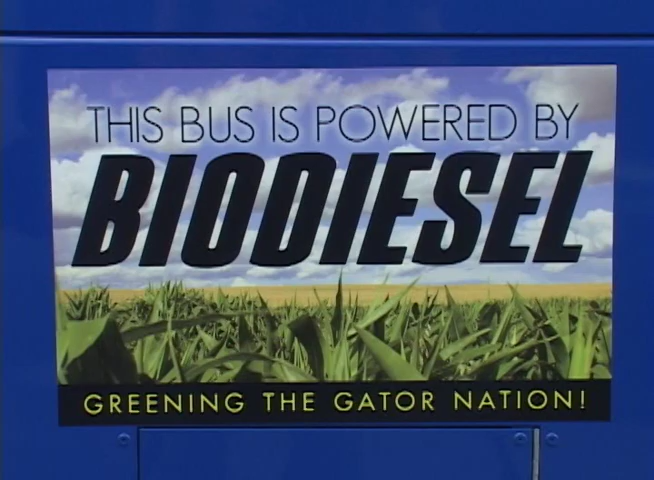 THIS BUS IS POWERED BY
BIODIESEL
GREENING THE GATOR NATION!